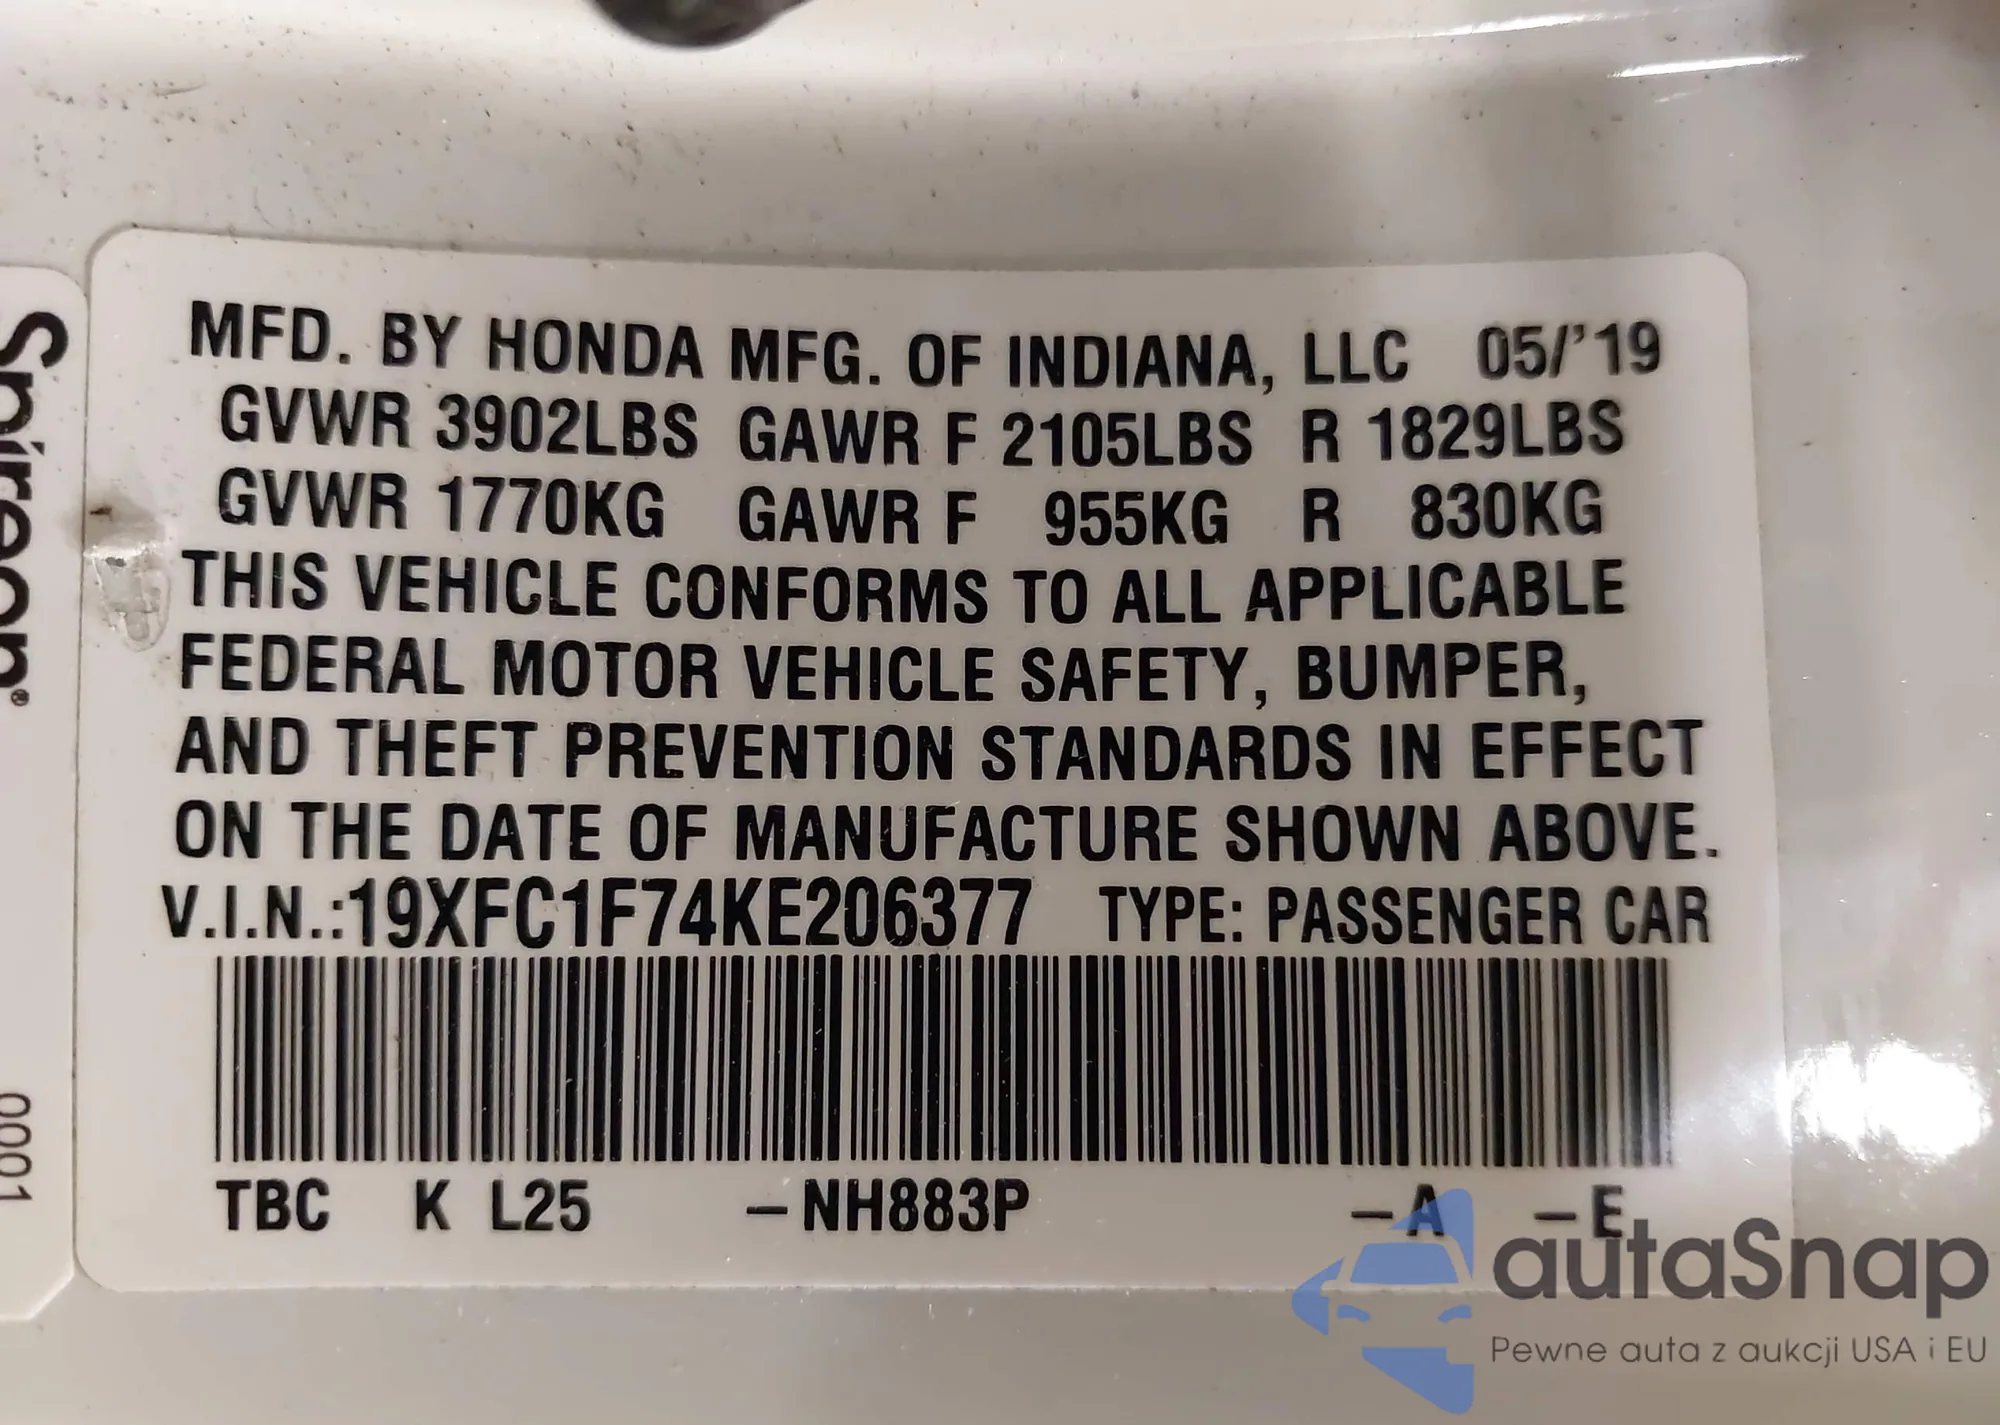 MFD. BY HONDA MFG. OF INDIANA, LLC 05/'19
GVWR 3902LBS GAWR F 2105LBS R 1829LBS
GVWR 1770KG GAWR F 955KG R 830KG
THIS VEHICLE CONFORMS TO ALL APPLICABLE
FEDERAL MOTOR VEHICLE SAFETY, BUMPER,
AND THEFT PREVENTION STANDARDS IN EFFECT
ON THE DATE OF MANUFACTURE SHOWN ABOVE.
V.I.N.:19XFC1F74KE206377 TYPE: PASSENGER CAR
TBC K L25 –NH883P –A –E
Spireon®
0001
autaSnap
Pewne auta z aukcji USA i EU